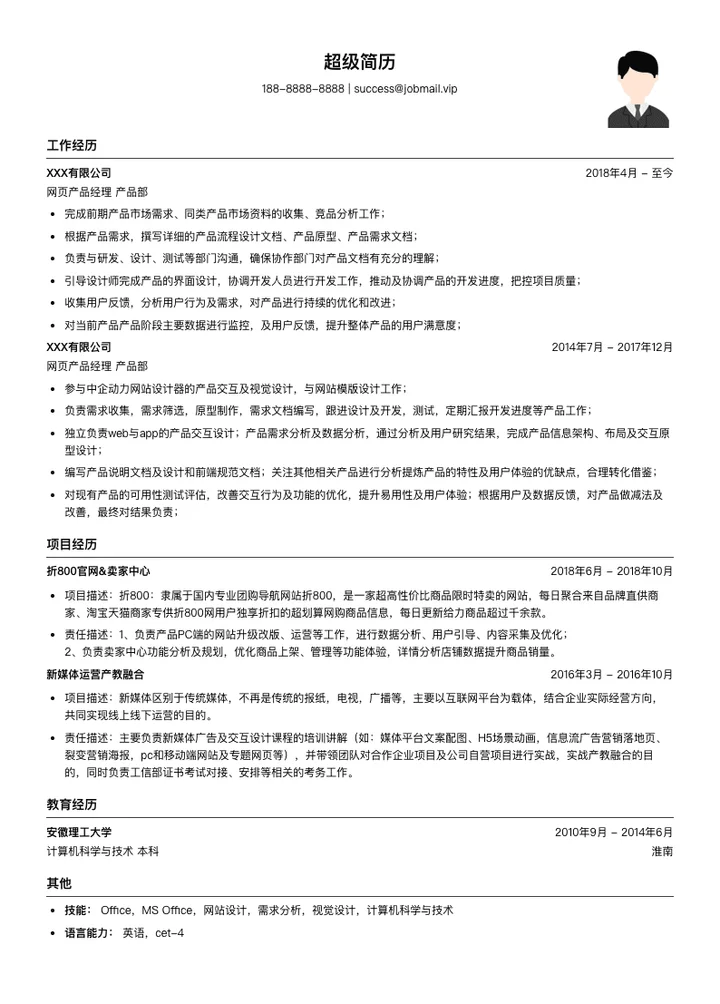 超级简历
188-8888-8888 | success@jobmail.vip
工作经历
XXX有限公司 2018年4月 – 至今
网页产品经理 产品部
• 完成前期产品市场需求、同类产品市场资料的收集、竞品分析工作；
• 根据产品需求，撰写详细的产品流程设计文档、产品原型、产品需求文档；
• 负责与研发、设计、测试等部门沟通，确保协作部门对产品文档有充分的理解；
• 引导设计师完成产品的界面设计，协调开发人员进行开发工作，推动及协调产品的开发进度，把控项目质量；
• 收集用户反馈，分析用户行为及需求，对产品进行持续的优化和改进；
• 对当前产品产品阶段主要数据进行监控，及用户反馈，提升整体产品的用户满意度；
XXX有限公司 2014年7月 – 2017年12月
网页产品经理 产品部
• 参与中企动力网站设计器的产品交互及视觉设计，与网站模版设计工作；
• 负责需求收集，需求筛选，原型制作，需求文档编写，跟进设计及开发，测试，定期汇报开发进度等产品工作；
• 独立负责web与app的产品交互设计；产品需求分析及数据分析，通过分析及用户研究结果，完成产品信息架构、布局及交互原
型设计；
• 编写产品说明文档及设计和前端规范文档；关注其他相关产品进行分析提炼产品的特性及用户体验的优缺点，合理转化借鉴；
• 对现有产品的可用性测试评估，改善交互行为及功能的优化，提升易用性及用户体验；根据用户及数据反馈，对产品做减法及
改善，最终对结果负责；
项目经历
折800官网&卖家中心 2018年6月 – 2018年10月
• 项目描述：折800：隶属于国内专业团购导航网站折800，是一家超高性价比商品限时特卖的网站，每日聚合来自品牌直供商
家、淘宝天猫商家专供折800网用户独享折扣的超划算网购商品信息，每日更新给力商品超过千余款。
• 责任描述：1、负责产品PC端的网站升级改版、运营等工作，进行数据分析、用户引导、内容采集及优化；
2、负责卖家中心功能分析及规划，优化商品上架、管理等功能体验，详情分析店铺数据提升商品销量。
新媒体运营产教融合 2016年3月 – 2016年10月
• 项目描述：新媒体区别于传统媒体，不再是传统的报纸，电视，广播等，主要以互联网平台为载体，结合企业实际经营方向，
共同实现线上线下运营的目的。
• 责任描述：主要负责新媒体广告及交互设计课程的培训讲解（如：媒体平台文案配图、H5场景动画，信息流广告营销落地页、
裂变营销海报，pc和移动端网站及专题网页等），并带领团队对合作企业项目及公司自营项目进行实战，实战产教融合的目
的，同时负责工信部证书考试对接、安排等相关的考务工作。
教育经历
安徽理工大学 2010年9月 – 2014年6月
计算机科学与技术 本科 淮南
其他
• 技能： Office，MS Office，网站设计，需求分析，视觉设计，计算机科学与技术
• 语言能力： 英语，cet-4